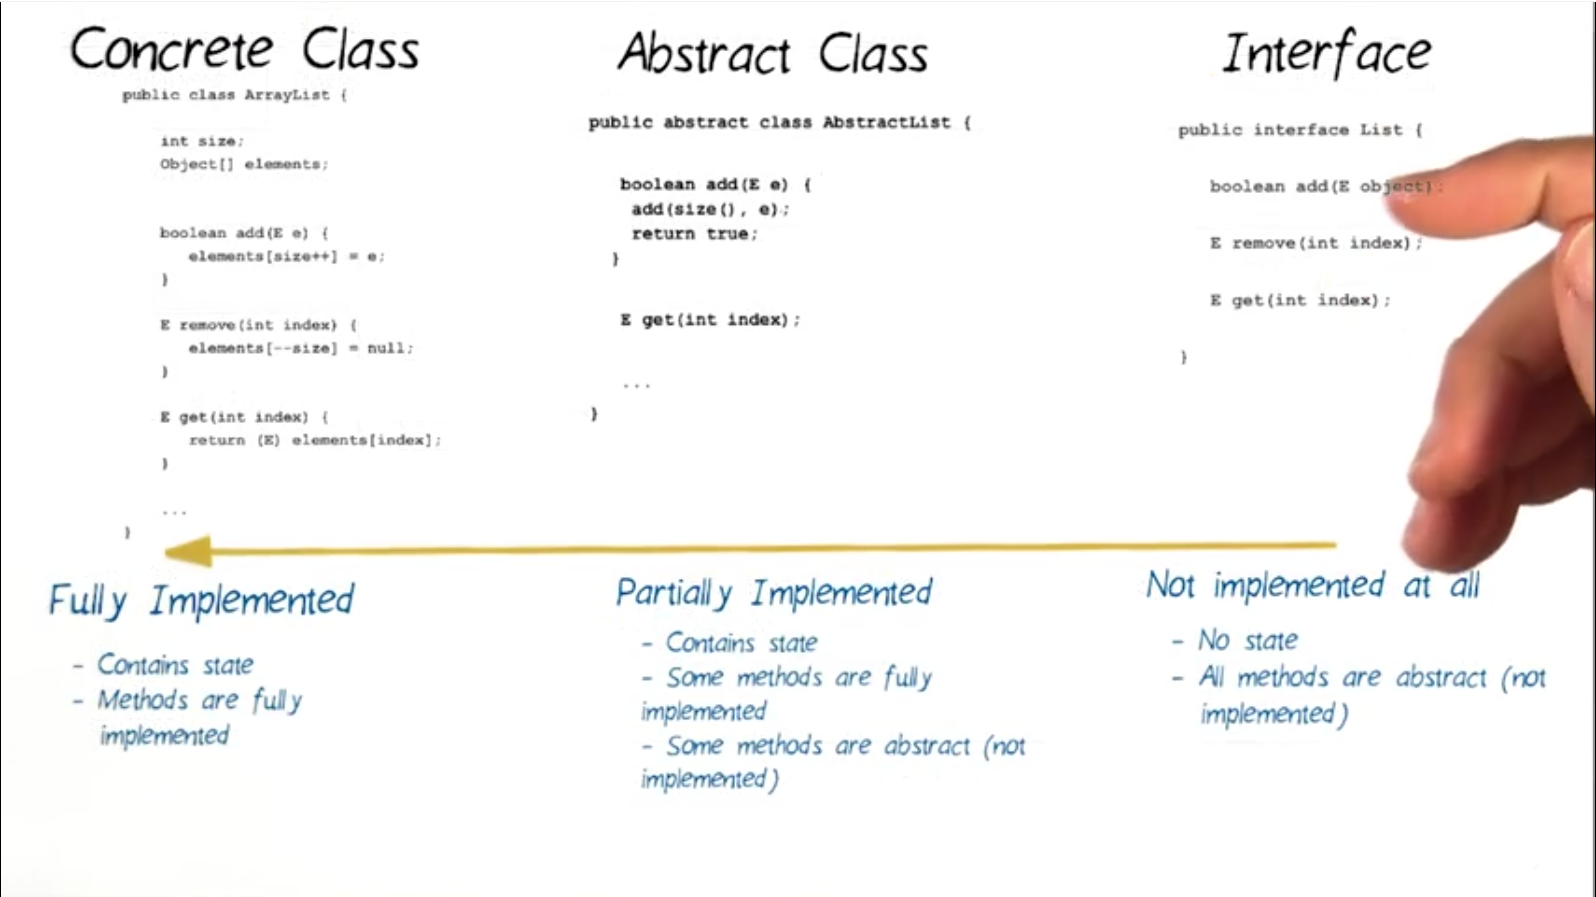 Concrete Class
public class ArrayList {
int size;
Object[] elements;
boolean add(E e) {
elements[size++] = e;
}
E remove(int index) {
elements[--size] = null;
}
E get(int index) {
return (E) elements[index];
}
...
}
Fully Implemented
- Contains state
- Methods are fully
implemented
Abstract Class
public abstract class AbstractList {
boolean add(E e) {
add(size(), e);
return true;
}
E get(int index);
...
}
Partially Implemented
- Contains state
- Some methods are fully
implemented
- Some methods are abstract (not
implemented)
Interface
public interface List {
boolean add(E object);
E remove(int index);
E get(int index);
}
Not implemented at all
- No state
- All methods are abstract (not
implemented)